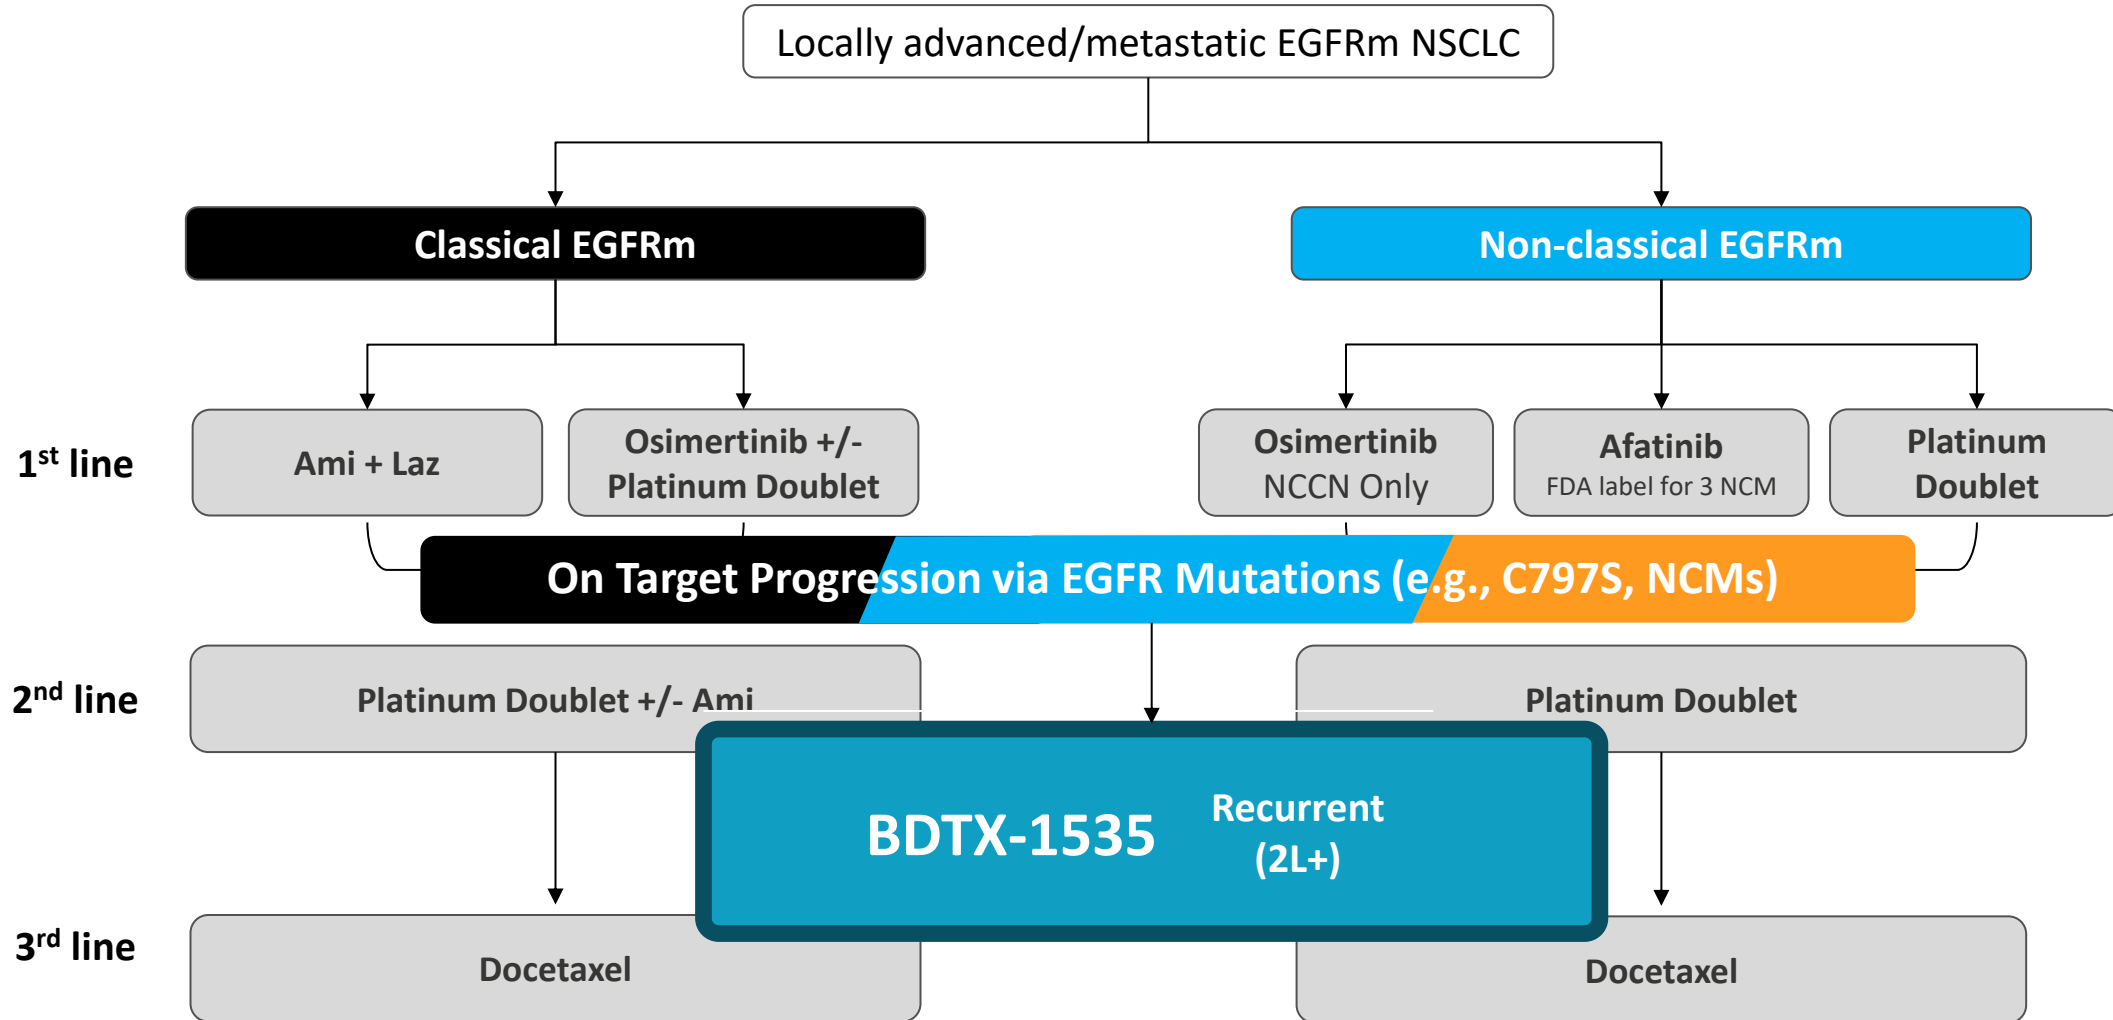 Locally advanced/metastatic EGFRm NSCLC
Classical EGFRm
Non-classical EGFRm
1st line
Ami + Laz
Osimertinib +/-
Platinum Doublet
Osimertinib
NCCN Only
Afatinib
FDA label for 3 NCM
Platinum
Doublet
On Target Progression via EGFR Mutations (e.g., C797S, NCMs)
2nd line
Platinum Doublet +/- Ami
Platinum Doublet
BDTX-1535
Recurrent
(2L+)
3rd line
Docetaxel
Docetaxel